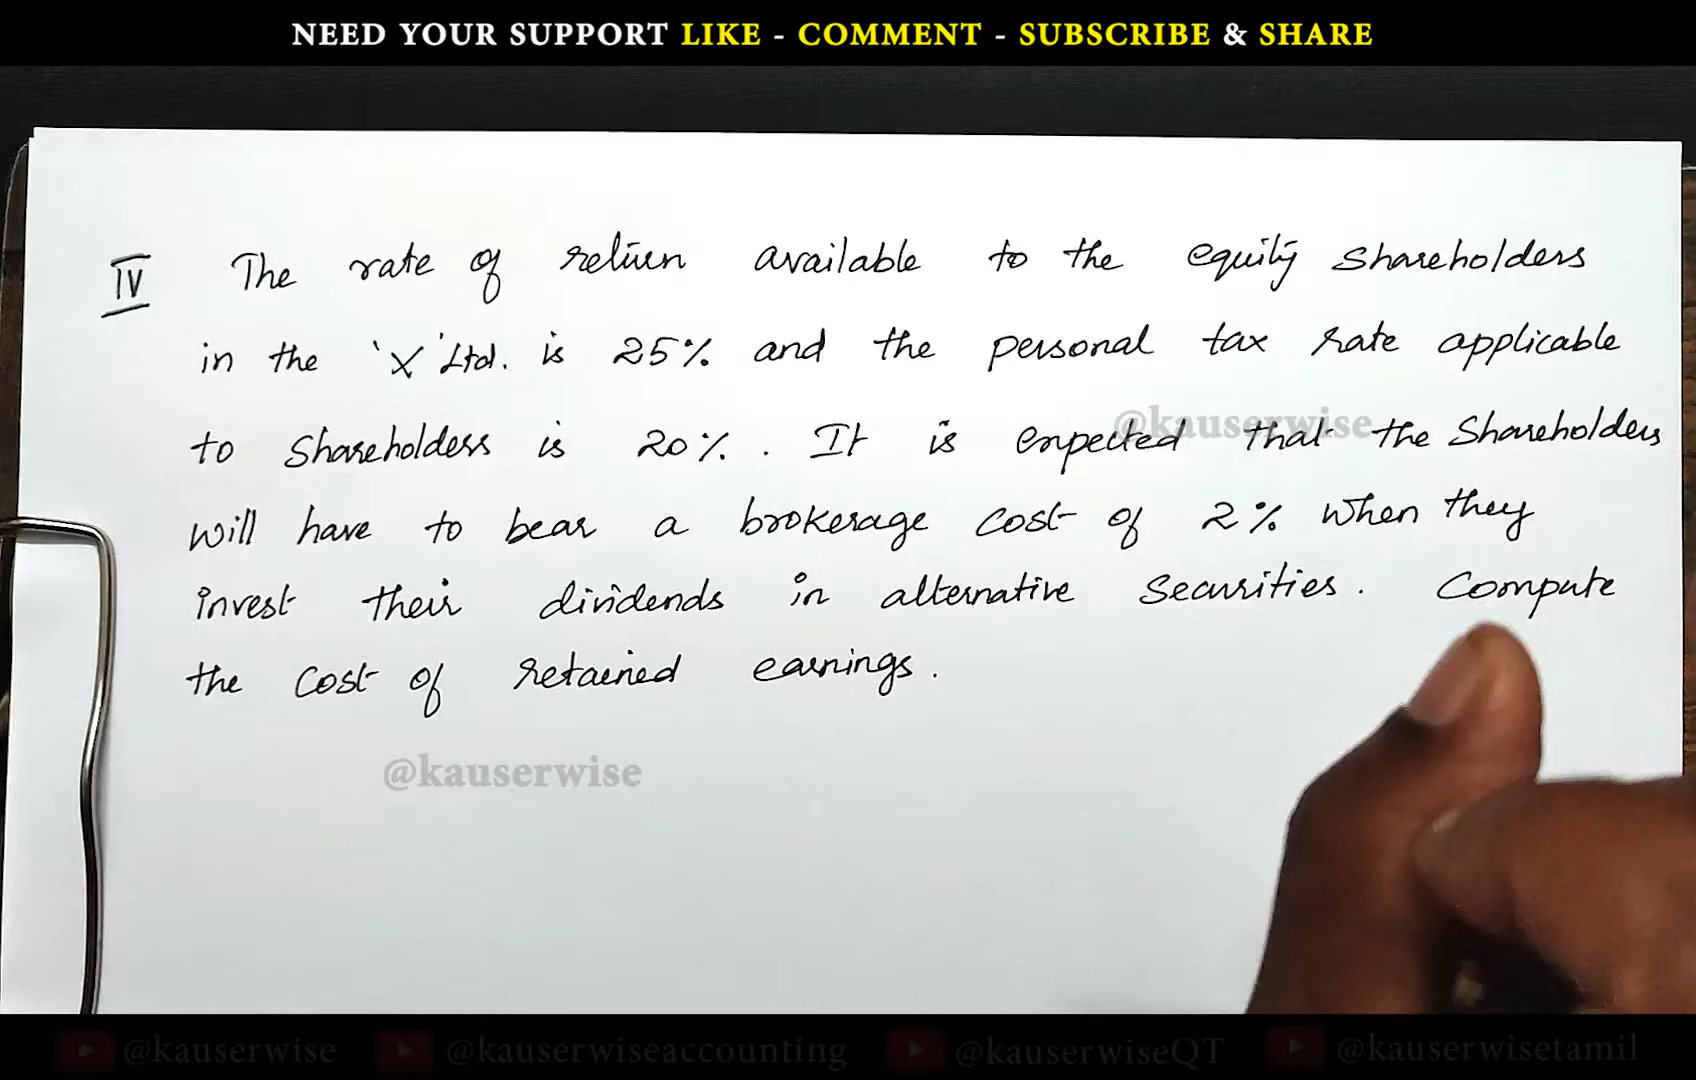 NEED YOUR SUPPORT LIKE - COMMENT - SUBSCRIBE & SHARE
IV The rate of return available to the equity shareholders
in the 'X' Ltd. is 25% and the personal tax rate applicable
to shareholders is 20%. It is expected that the shareholders
@kauserwise
will have to bear a brokerage cost of 2% when they
invest their dividends in alternative securities. Compute
the cost of retained earnings.
@kauserwise
@kauserwise @kauserwiseaccounting @kauserwiseQT @kauserwisetamil